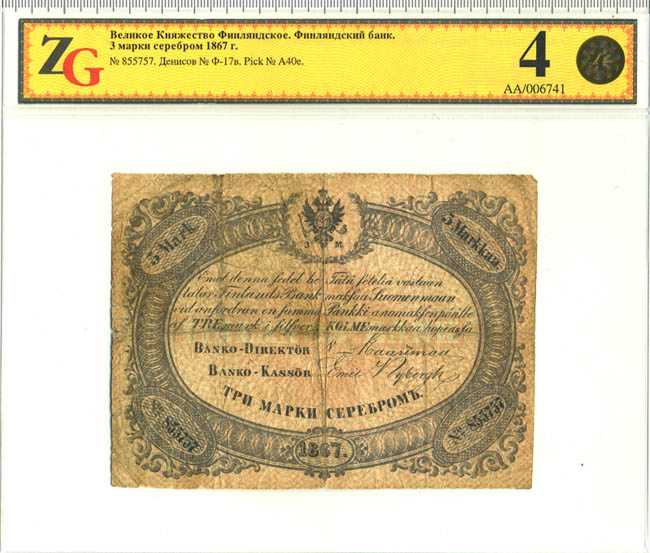 ZG
Великое Княжество Финляндское. Финляндский банк.
3 марки серебром 1867 г.
№ 855757. Денисов № Ф-17в. Pick № A40e.
4
AA/006741
3 Mark.
3 Markkaa.
3 M.
Emot denna sedel be-
talar Finlands Bank
vid anfordran en summa
af TRE mark i silfver.
Tätä seteliä vastaan
maksaa Suomenmaan
Pankki anomaksenpäälle
KOLME markkaa hopeassa
BANKO-DIREKTÖR
BANKO-KASSÖR Emil
ТРИ МАРКИ СЕРЕБРОМЪ.
№ 855757
№ 855757
1867.